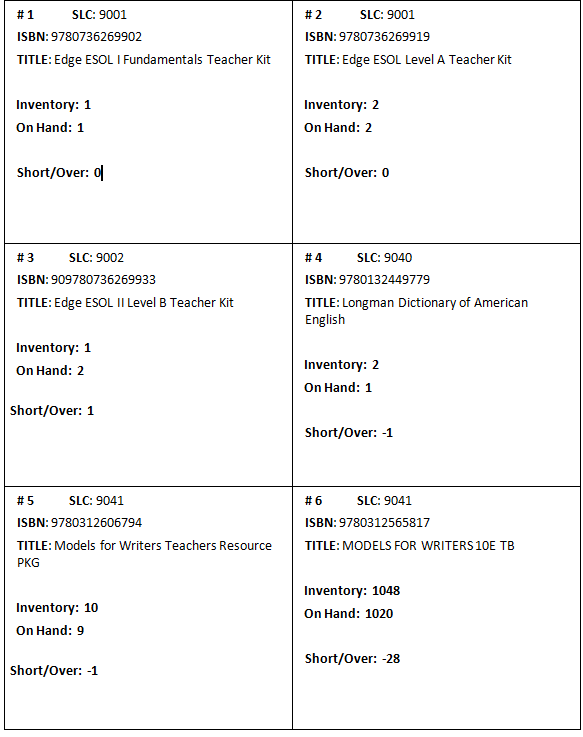 # 1 SLC: 9001
ISBN: 9780736269902
TITLE: Edge ESOL I Fundamentals Teacher Kit
Inventory: 1
On Hand: 1
Short/Over: 0
# 2 SLC: 9001
ISBN: 9780736269919
TITLE: Edge ESOL Level A Teacher Kit
Inventory: 2
On Hand: 2
Short/Over: 0
# 3 SLC: 9002
ISBN: 909780736269933
TITLE: Edge ESOL II Level B Teacher Kit
Inventory: 1
On Hand: 2
Short/Over: 1
# 4 SLC: 9040
ISBN: 9780132449779
TITLE: Longman Dictionary of American
English
Inventory: 2
On Hand: 1
Short/Over: -1
# 5 SLC: 9041
ISBN: 9780312606794
TITLE: Models for Writers Teachers Resource
PKG
Inventory: 10
On Hand: 9
Short/Over: -1
# 6 SLC: 9041
ISBN: 9780312565817
TITLE: MODELS FOR WRITERS 10E TB
Inventory: 1048
On Hand: 1020
Short/Over: -28